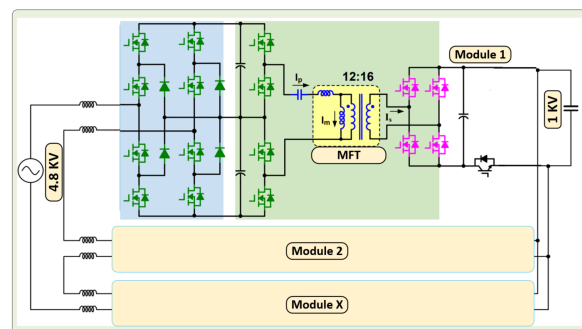 Module 1
12:16
Ip
Im
Is
MFT
4.8 KV
1 KV
Module 2
Module X